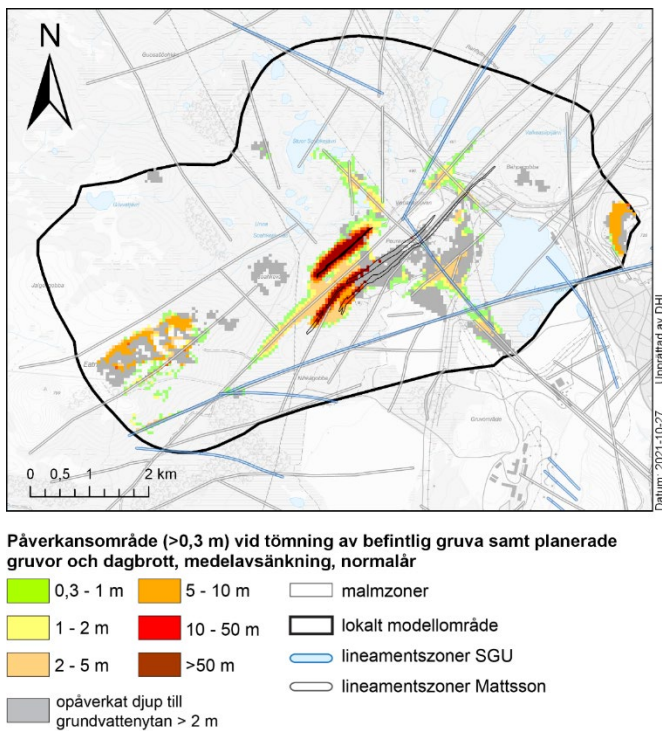 N
0 0,5 1 2 km
Datum: 2021-10-27 Upprättad av DHI
Påverkansområde (>0,3 m) vid tömning av befintlig gruva samt planerade
gruvor och dagbrott, medelavsänkning, normalår
0,3 - 1 m
5 - 10 m
malmzoner
1 - 2 m
10 - 50 m
lokalt modellområde
2 - 5 m
>50 m
lineamentszoner SGU
opåverkat djup till
grundvattenytan > 2 m
lineamentszoner Mattsson